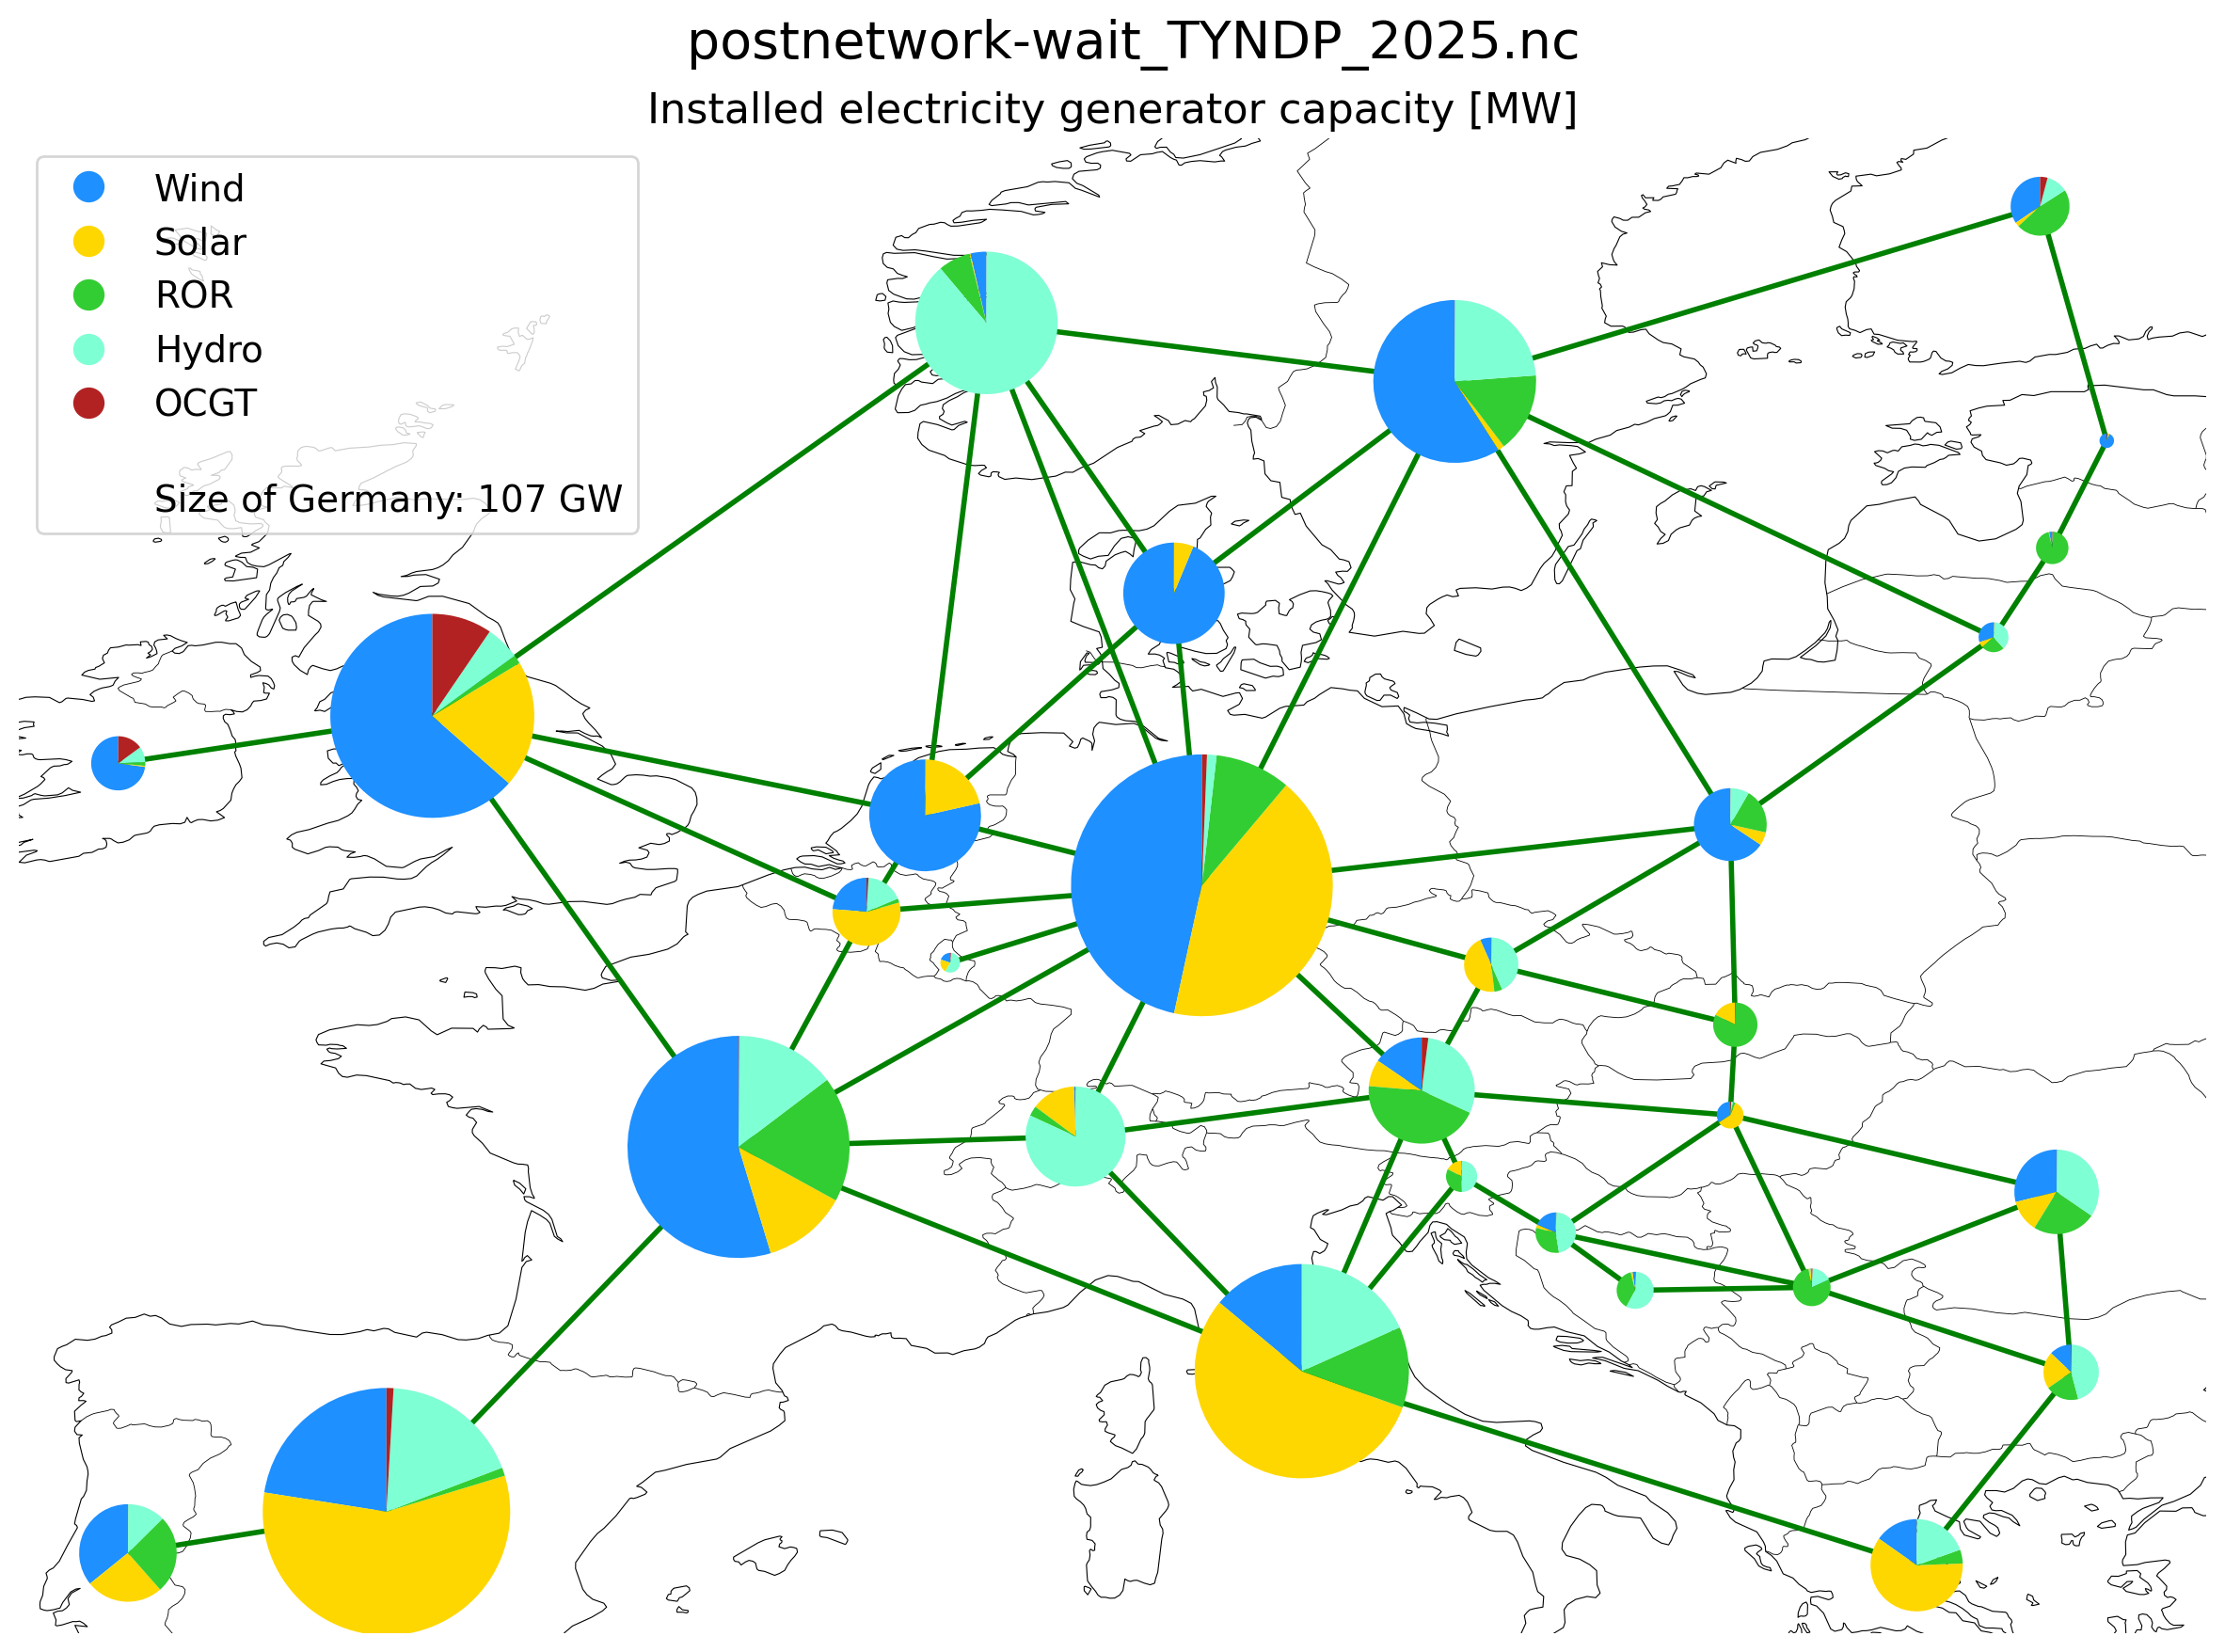 postnetwork-wait_TYNDP_2025.nc
Installed electricity generator capacity [MW]
Wind
Solar
ROR
Hydro
OCGT
Size of Germany: 107 GW